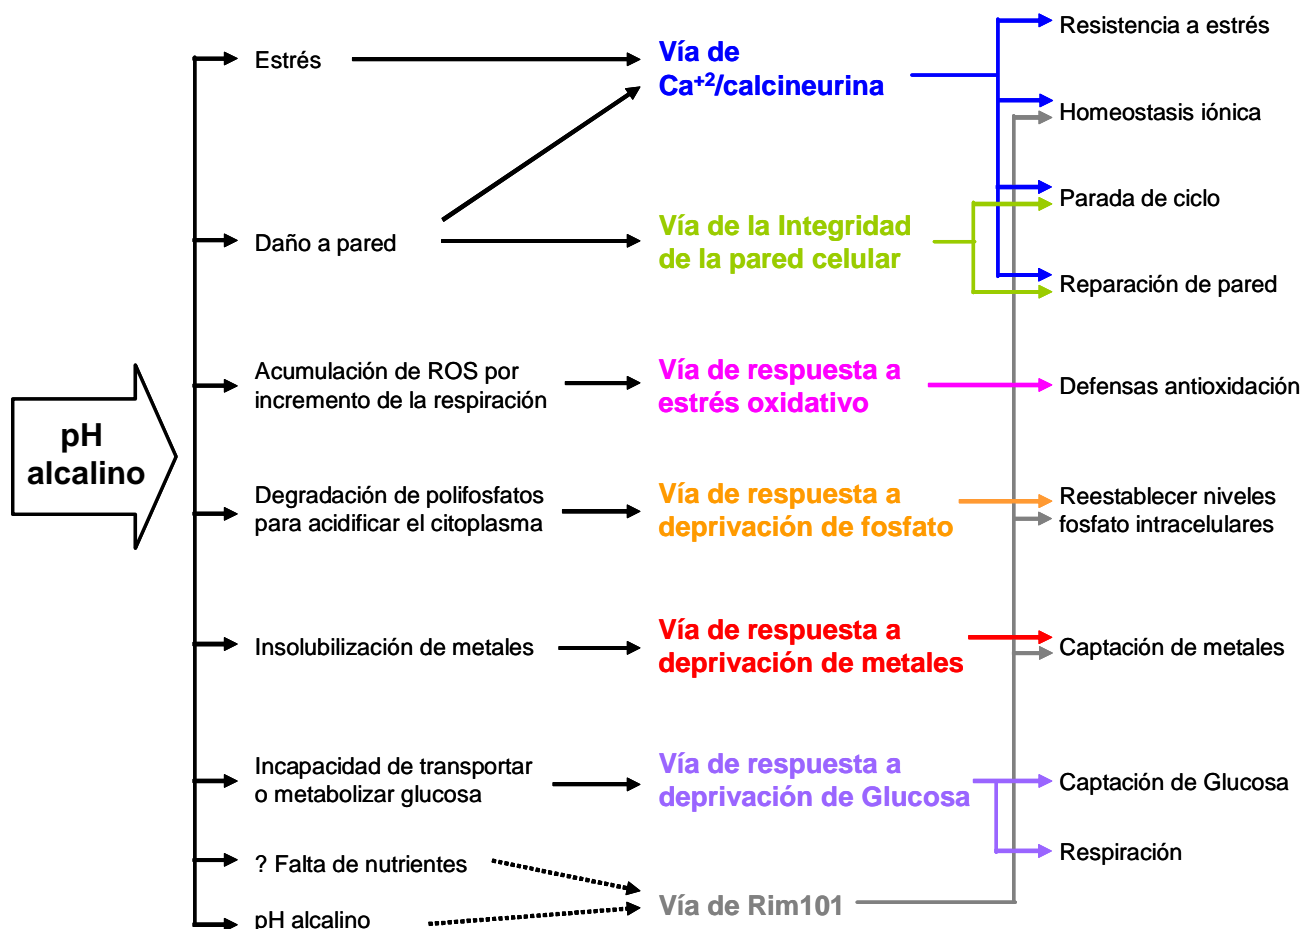 pH
alcalino
Estrés
Daño a pared
Acumulación de ROS por
incremento de la respiración
Degradación de polifosfatos
para acidificar el citoplasma
Insolubilización de metales
Incapacidad de transportar
o metabolizar glucosa
? Falta de nutrientes
pH alcalino
Vía de
Ca+2/calcineurina
Vía de la Integridad
de la pared celular
Vía de respuesta a
estrés oxidativo
Vía de respuesta a
deprivación de fosfato
Vía de respuesta a
deprivación de metales
Vía de respuesta a
deprivación de Glucosa
Vía de Rim101
Resistencia a estrés
Homeostasis iónica
Parada de ciclo
Reparación de pared
Defensas antioxidación
Reestablecer niveles
fosfato intracelulares
Captación de metales
Captación de Glucosa
Respiración